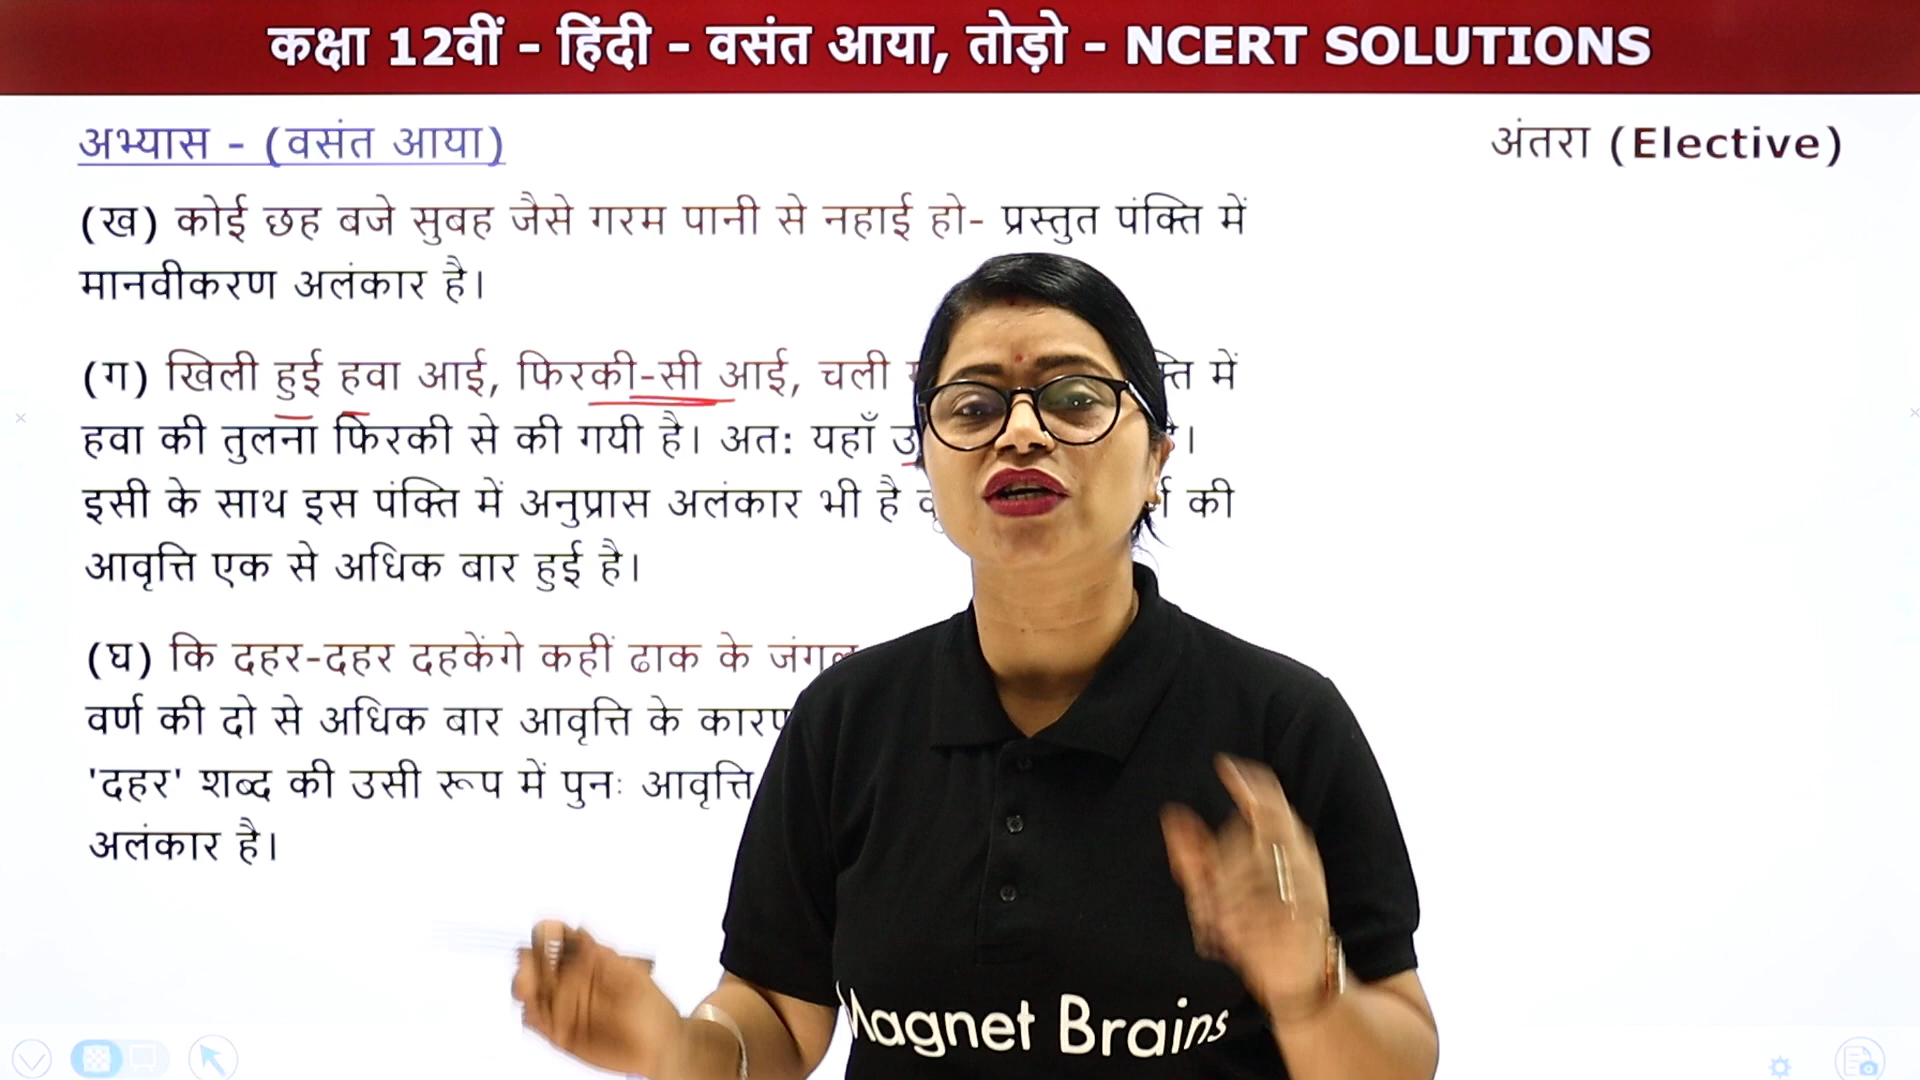 कक्षा 12वीं - हिंदी - वसंत आया, तोड़ो - NCERT SOLUTIONS
अभ्यास - (वसंत आया)
अंतरा (Elective)
(ख) कोई छह बजे सुबह जैसे गरम पानी से नहाई हो- प्रस्तुत पंक्ति में
मानवीकरण अलंकार है।
(ग) खिली हुई हवा आई, फिरकी-सी आई, चली में
हवा की तुलना फिरकी से की गयी है। अत: यहाँ
इसी के साथ इस पंक्ति में अनुप्रास अलंकार भी है की
आवृत्ति एक से अधिक बार हुई है।
(घ) कि दहर-दहर दहकेंगे कहीं ढाक के जंगल
वर्ण की दो से अधिक बार आवृत्ति के कारण
'दहर' शब्द की उसी रूप में पुनः आवृत्ति
अलंकार है।
Magnet Brains